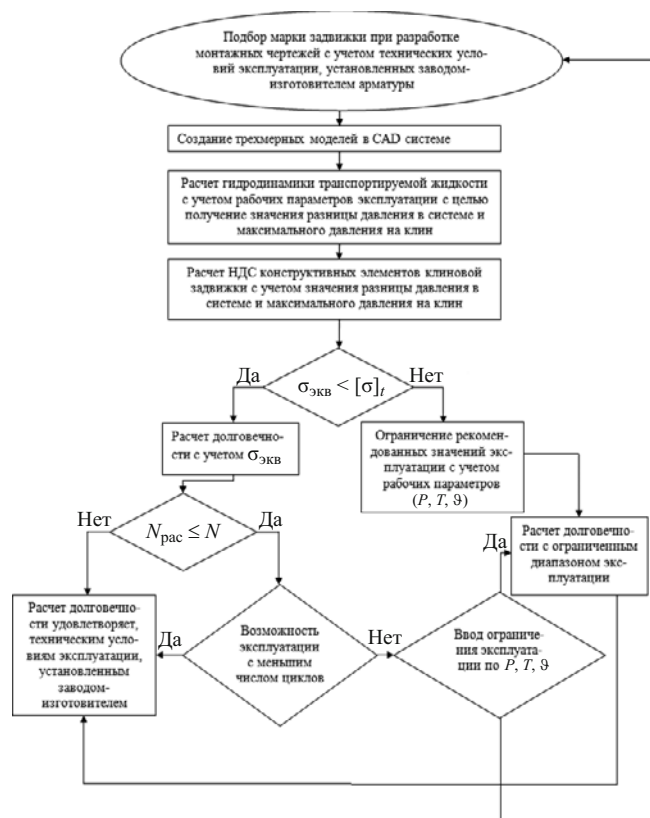 Подбор марки задвижки при разработке
монтажных чертежей с учетом технических усло-
вий эксплуатации, установленных заводом-
изготовителем арматуры
Создание трехмерных моделей в CAD системе
Расчет гидродинамики транспортируемой жидкости
с учетом рабочих параметров эксплуатации с целью
получение значения разницы давления в системе и
максимального давления на клин
Расчет НДС конструктивных элементов клиновой
задвижки с учетом значения разницы давления в
системе и максимального давления на клин
Да
σэкв < [σ]t
Нет
Расчет долговечно-
сти с учетом σэкв
Ограничение рекомен-
дованных значений экс-
плуатации с учетом
рабочих параметров
(P, T, ϑ)
Нет
Nрас ≤ N
Да
Да
Расчет долговечно-
сти с ограниченным
диапазоном экс-
плуатации
Расчет долговечно-
сти удовлетворяет,
техническим усло-
виям эксплуатации,
установленным
заводом-
изготовителем
Да
Возможность
эксплуатации
с меньшим
числом циклов
Нет
Ввод ограниче-
ния эксплуата-
ции по P, T, ϑ